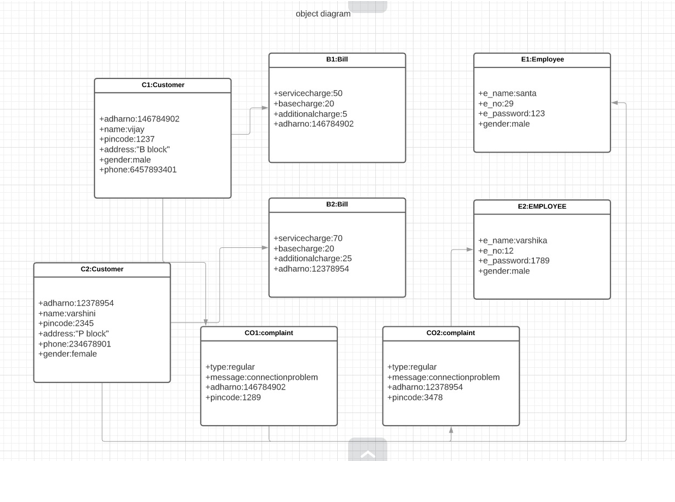 object diagram
C1:Customer
+adharno:146784902
+name:vijay
+pincode:1237
+address:"B block"
+gender:male
+phone:6457893401
B1:Bill
+servicecharge:50
+basecharge:20
+additionalcharge:5
+adharno:146784902
E1:Employee
+e_name:santa
+e_no:29
+e_password:123
+gender:male
C2:Customer
+adharno:12378954
+name:varshini
+pincode:2345
+address:"P block"
+phone:234678901
+gender:female
B2:Bill
+servicecharge:70
+basecharge:20
+additionalcharge:25
+adharno:12378954
E2:EMPLOYEE
+e_name:varshika
+e_no:12
+e_password:1789
+gender:male
CO1:complaint
+type:regular
+message:connectionproblem
+adharno:146784902
+pincode:1289
CO2:complaint
+type:regular
+message:connectionproblem
+adharno:12378954
+pincode:3478